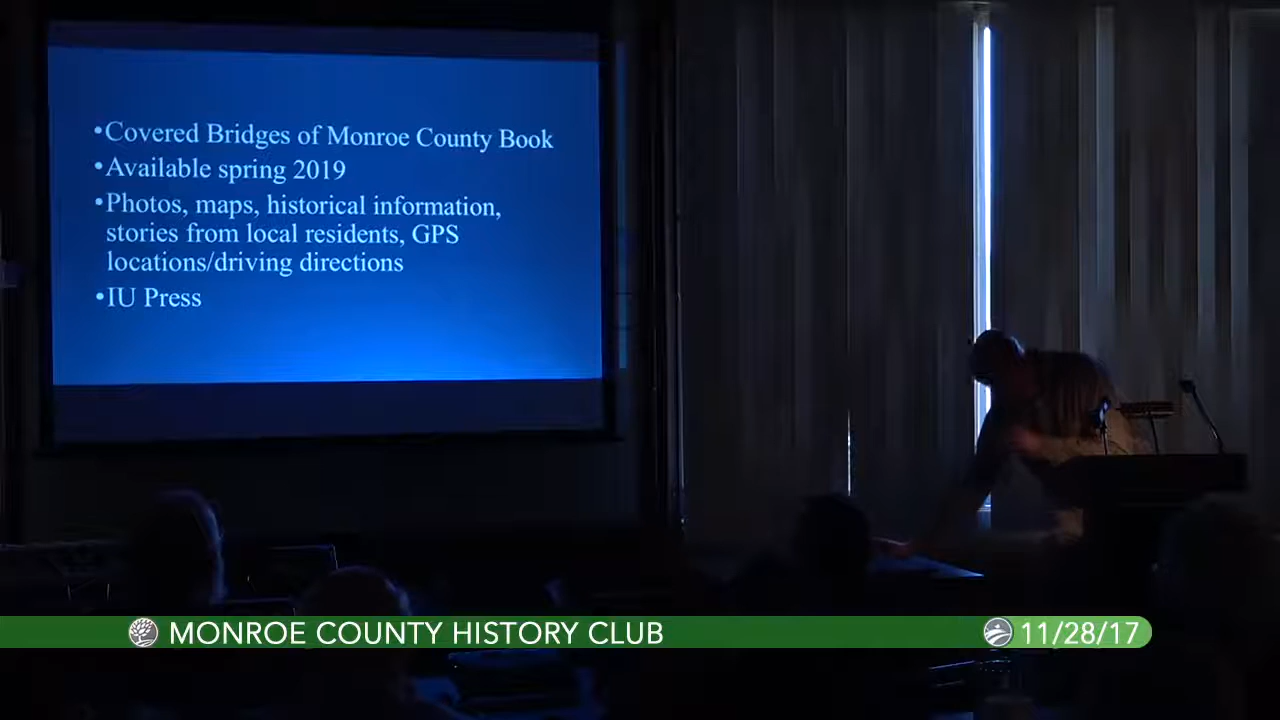 •Covered Bridges of Monroe County Book
•Available spring 2019
•Photos, maps, historical information,
stories from local residents, GPS
locations/driving directions
•IU Press
MONROE COUNTY HISTORY CLUB
11/28/17